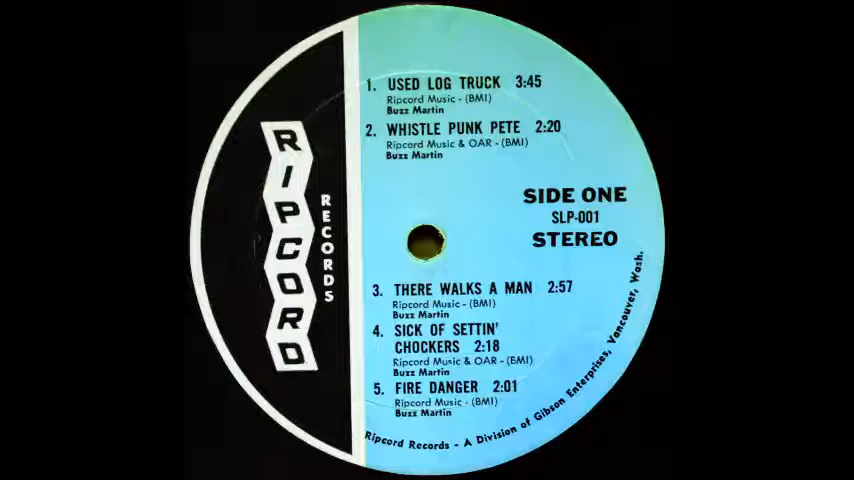 RIPCORD
RECORDS
1. USED LOG TRUCK 3:45
Ripcord Music - (BMI)
Buzz Martin
2. WHISTLE PUNK PETE 2:20
Ripcord Music & OAR - (BMI)
Buzz Martin
SIDE ONE
SLP-001
STEREO
3. THERE WALKS A MAN 2:57
Ripcord Music - (BMI)
Buzz Martin
4. SICK OF SETTIN'
CHOCKERS 2:18
Ripcord Music & OAR - (BMI)
Buzz Martin
5. FIRE DANGER 2:01
Ripcord Music - (BMI)
Buzz Martin
Ripcord Records - A Division of Gibson Enterprises, Vancouver, Wash.